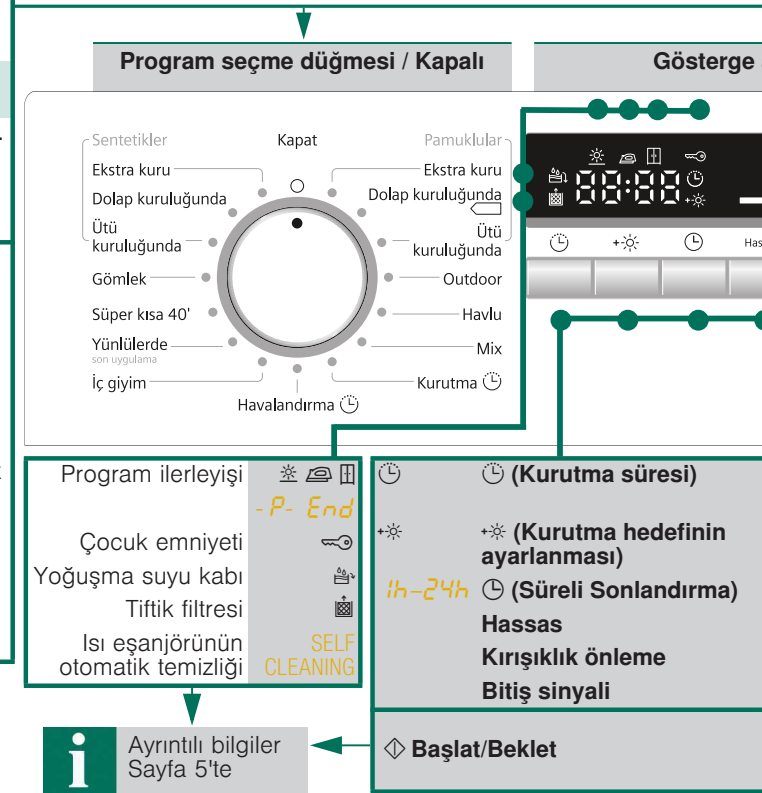 Program seçme düğmesi / Kapalı
Gösterge
Sentetikler
Kapat
Pamuklular
Ekstra kuru
Dolap kuruluğunda
Ütü
kuruluğunda
Gömlek
Süper kısa 40'
Yünlülerde
son uygulama
İç giyim
Havalandırma
Ekstra kuru
Dolap kuruluğunda
Ütü
kuruluğunda
Outdoor
Havlu
Mix
Kurutma
88:88
Has
Program ilerleyişi
-P- End
Çocuk emniyeti
Yoğuşma suyu kabı
Tiftik filtresi
Isı eşanjörünün
otomatik temizliği
SELF
CLEANING
(Kurutma süresi)
(Kurutma hedefinin
ayarlanması)
1h-24h (Süreli Sonlandırma)
Hassas
Kırışıklık önleme
Bitiş sinyali
Başlat/Beklet
i
Ayrıntılı bilgiler
Sayfa 5'te